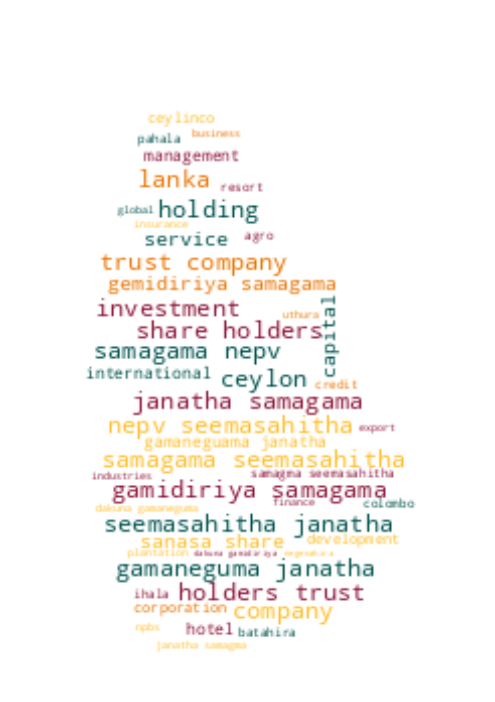 ceylinco
pahala business
management
lanka resort
global holding
insurance
service agro
trust company
gemidiriya samagama
investment uthura
share holders capital
samagama nepv
international ceylon credit
janatha samagama
nepv seemasahitha export
gamaneguama janatha
samagama seemasahitha
industries samagma seemasahitha
gamidiriya samagama
dakuna gamaneguma finance colombo
seemasahitha janatha
sanasa share development
plantation dakuna gamidiriya negenahira
gamaneguma janatha
ihala holders trust
corporation company
npbs hotel batahira
janatha samagma